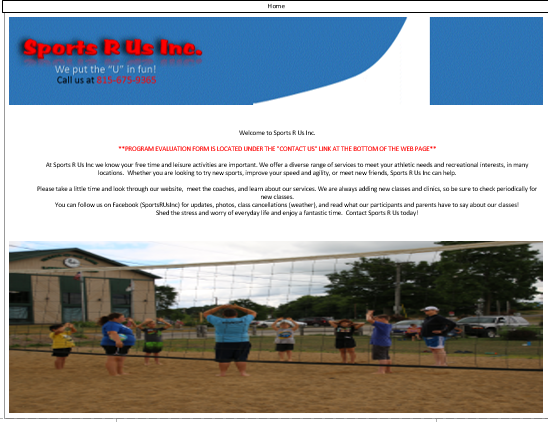 Home
Sports R Us Inc.
We put the "U" in fun!
Call us at 815-675-9365
Welcome to Sports R Us Inc.
**PROGRAM EVALUATION FORM IS LOCATED UNDER THE "CONTACT US" LINK AT THE BOTTOM OF THE WEB PAGE**
At Sports R Us Inc we know your free time and leisure activities are important. We offer a diverse range of services to meet your athletic needs and recreational interests, in many
locations. Whether you are looking to try new sports, improve your speed and agility, or meet new friends, Sports R Us Inc can help.
Please take a little time and look through our website, meet the coaches, and learn about our services. We are always adding new classes and clinics, so be sure to check periodically for
new classes.
You can follow us on Facebook (SportsRUsInc) for updates, photos, class cancellations (weather), and read what our participants and parents have to say about our classes!
Shed the stress and worry of everyday life and enjoy a fantastic time. Contact Sports R Us today!